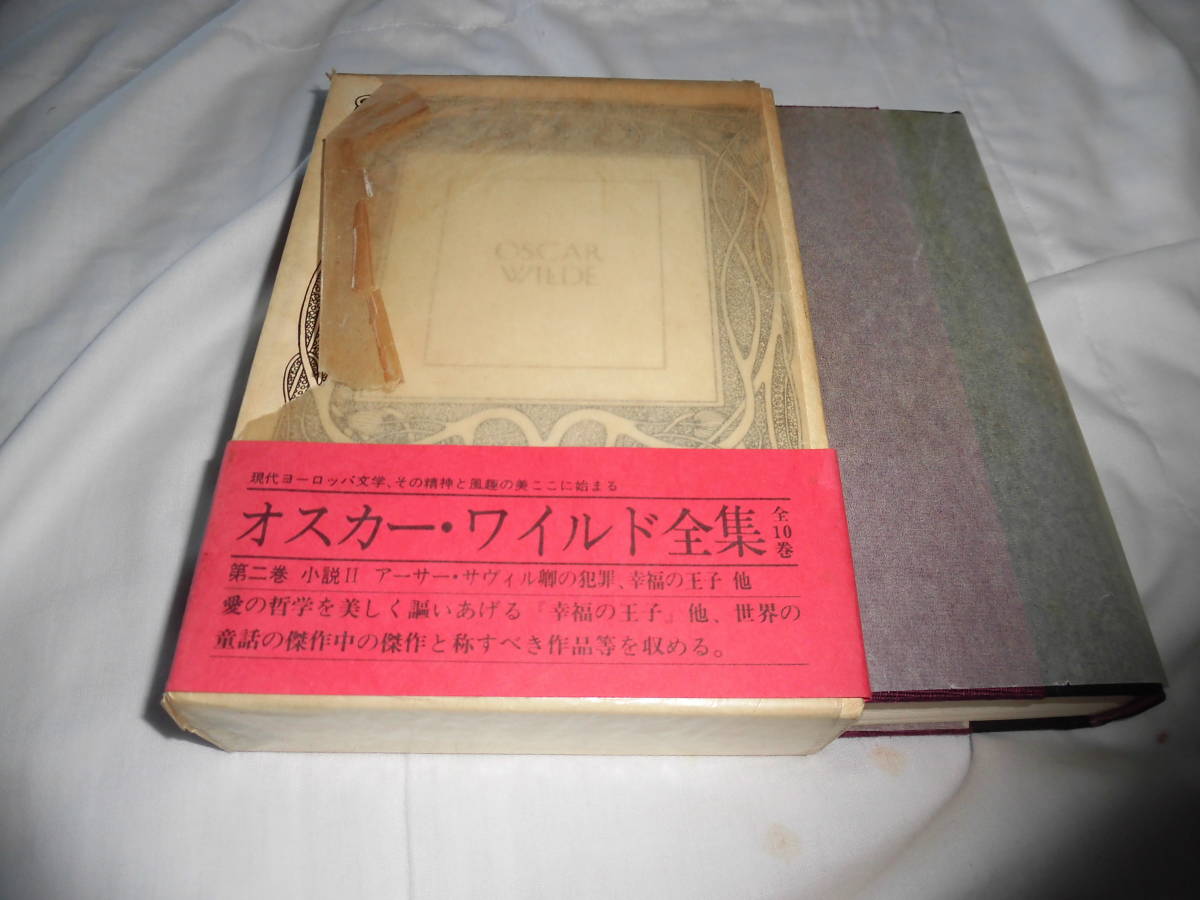 OSCAR
WILDE
現代ヨーロッパ文学、その精神と風趣の美ここに始まる
オスカー・ワイルド全集 全10巻
第二巻 小説II アーサー・サヴィル卿の犯罪、幸福の王子 他
愛の哲学を美しく謳いあげる『幸福の王子』他、世界の
童話の傑作中の傑作と称すべき作品等を収める。